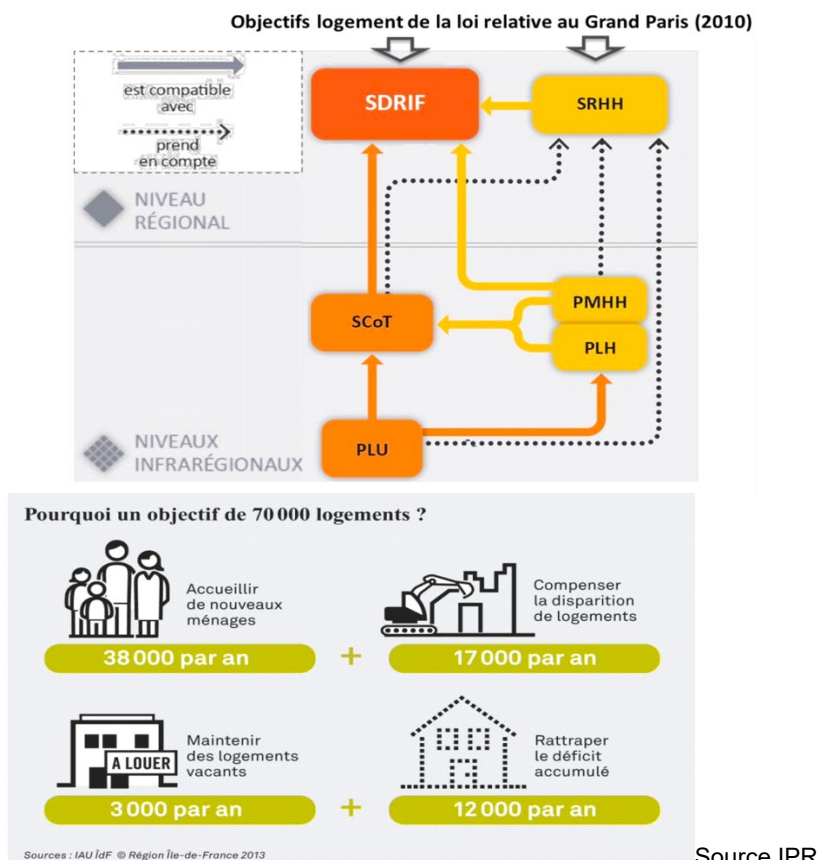 Objectifs logement de la loi relative au Grand Paris (2010)
est compatible
avec
prend
en compte
SDRIF
SRHH
NIVEAU
RÉGIONAL
SCoT
PMHH
PLH
PLU
NIVEAUX
INFRARÉGIONAUX
Pourquoi un objectif de 70 000 logements ?
Accueillir
de nouveaux
ménages
38 000 par an
+
Compenser
la disparition
de logements
17 000 par an
A LOUER
Maintenir
des logements
vacants
3 000 par an
+
Rattraper
le déficit
accumulé
12 000 par an
Sources : IAU îdF © Région Île-de-France 2013
Source IPR